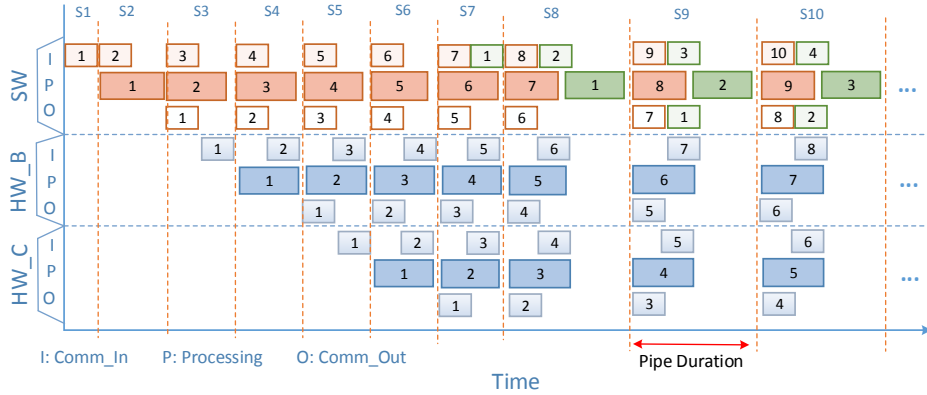 S1 S2 S3 S4 S5 S6 S7 S8 S9 S10
SW
I 1 2 3 4 5 6 7 1 8 2 9 3 10 4
P 1 2 3 4 5 6 7 1 8 2 9 3 ...
O 1 2 3 4 5 6 7 1 8 2
HW_B
I 1 2 3 4 5 6 7 8
P 1 2 3 4 5 6 7 ...
O 1 2 3 4 5 6
HW_C
I 1 2 3 4 5 6
P 1 2 3 4 5 ...
O 1 2 3 4
I: Comm_In P: Processing O: Comm_Out Pipe Duration
Time